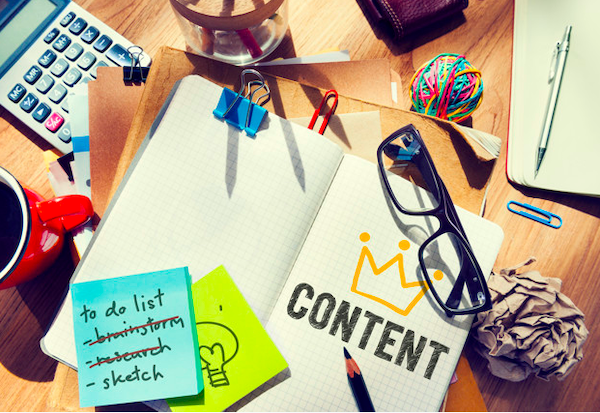 to do list
- brainstorm
- research
- sketch
CONTENT